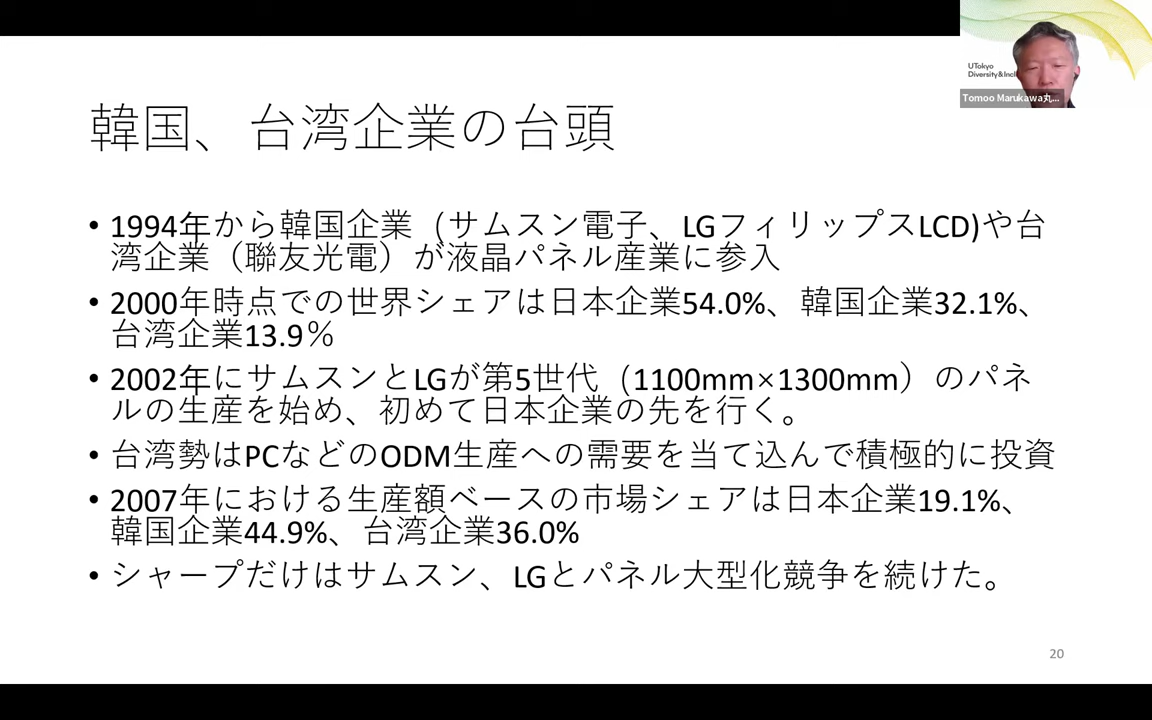 UTokyo
Diversity&Incl
Tomoo Marukawa丸...
韓国、台湾企業の台頭
• 1994年から韓国企業（サムスン電子、LGフィリップスLCD)や台
湾企業（聯友光電）が液晶パネル産業に参入
• 2000年時点での世界シェアは日本企業54.0%、韓国企業32.1%、
台湾企業13.9％
• 2002年にサムスンとLGが第5世代（1100mm×1300mm）のパネ
ルの生産を始め、初めて日本企業の先を行く。
• 台湾勢はPCなどのODM生産への需要を当て込んで積極的に投資
• 2007年における生産額ベースの市場シェアは日本企業19.1%、
韓国企業44.9%、台湾企業36.0%
• シャープだけはサムスン、LGとパネル大型化競争を続けた。
20